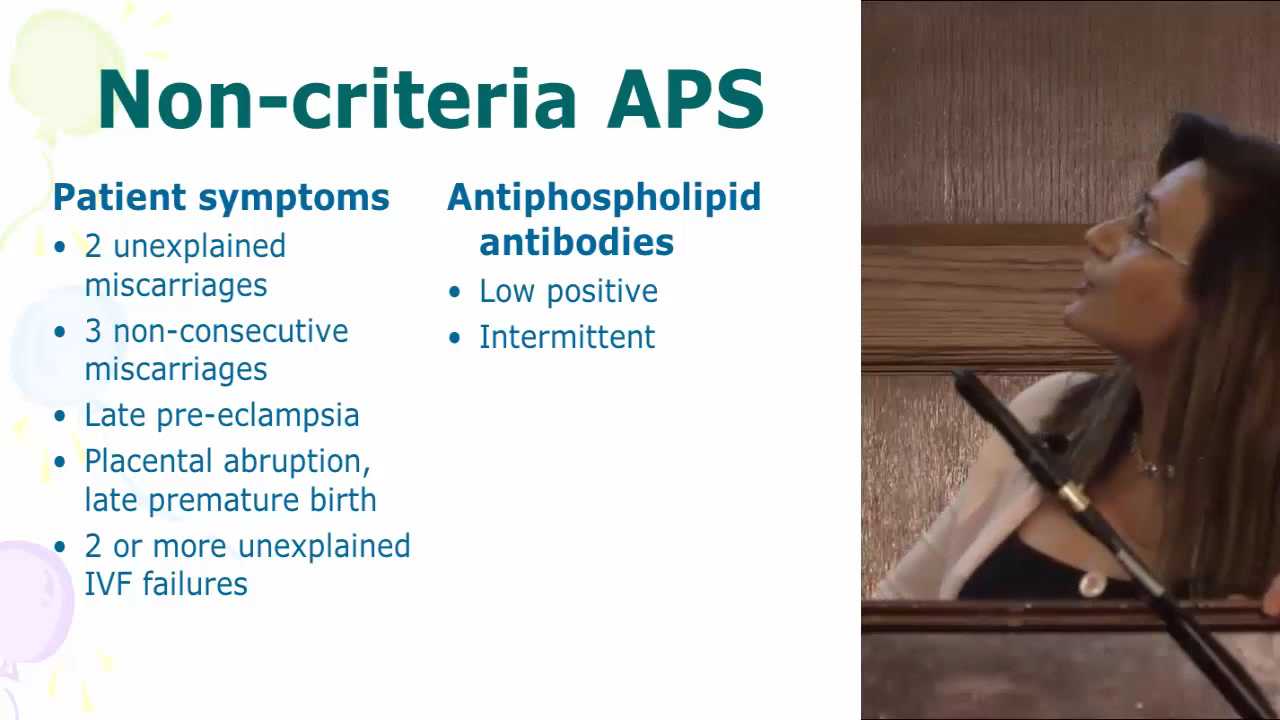 Non-criteria APS
Patient symptoms
• 2 unexplained
miscarriages
• 3 non-consecutive
miscarriages
• Late pre-eclampsia
• Placental abruption,
late premature birth
• 2 or more unexplained
IVF failures
Antiphospholipid
antibodies
• Low positive
• Intermittent